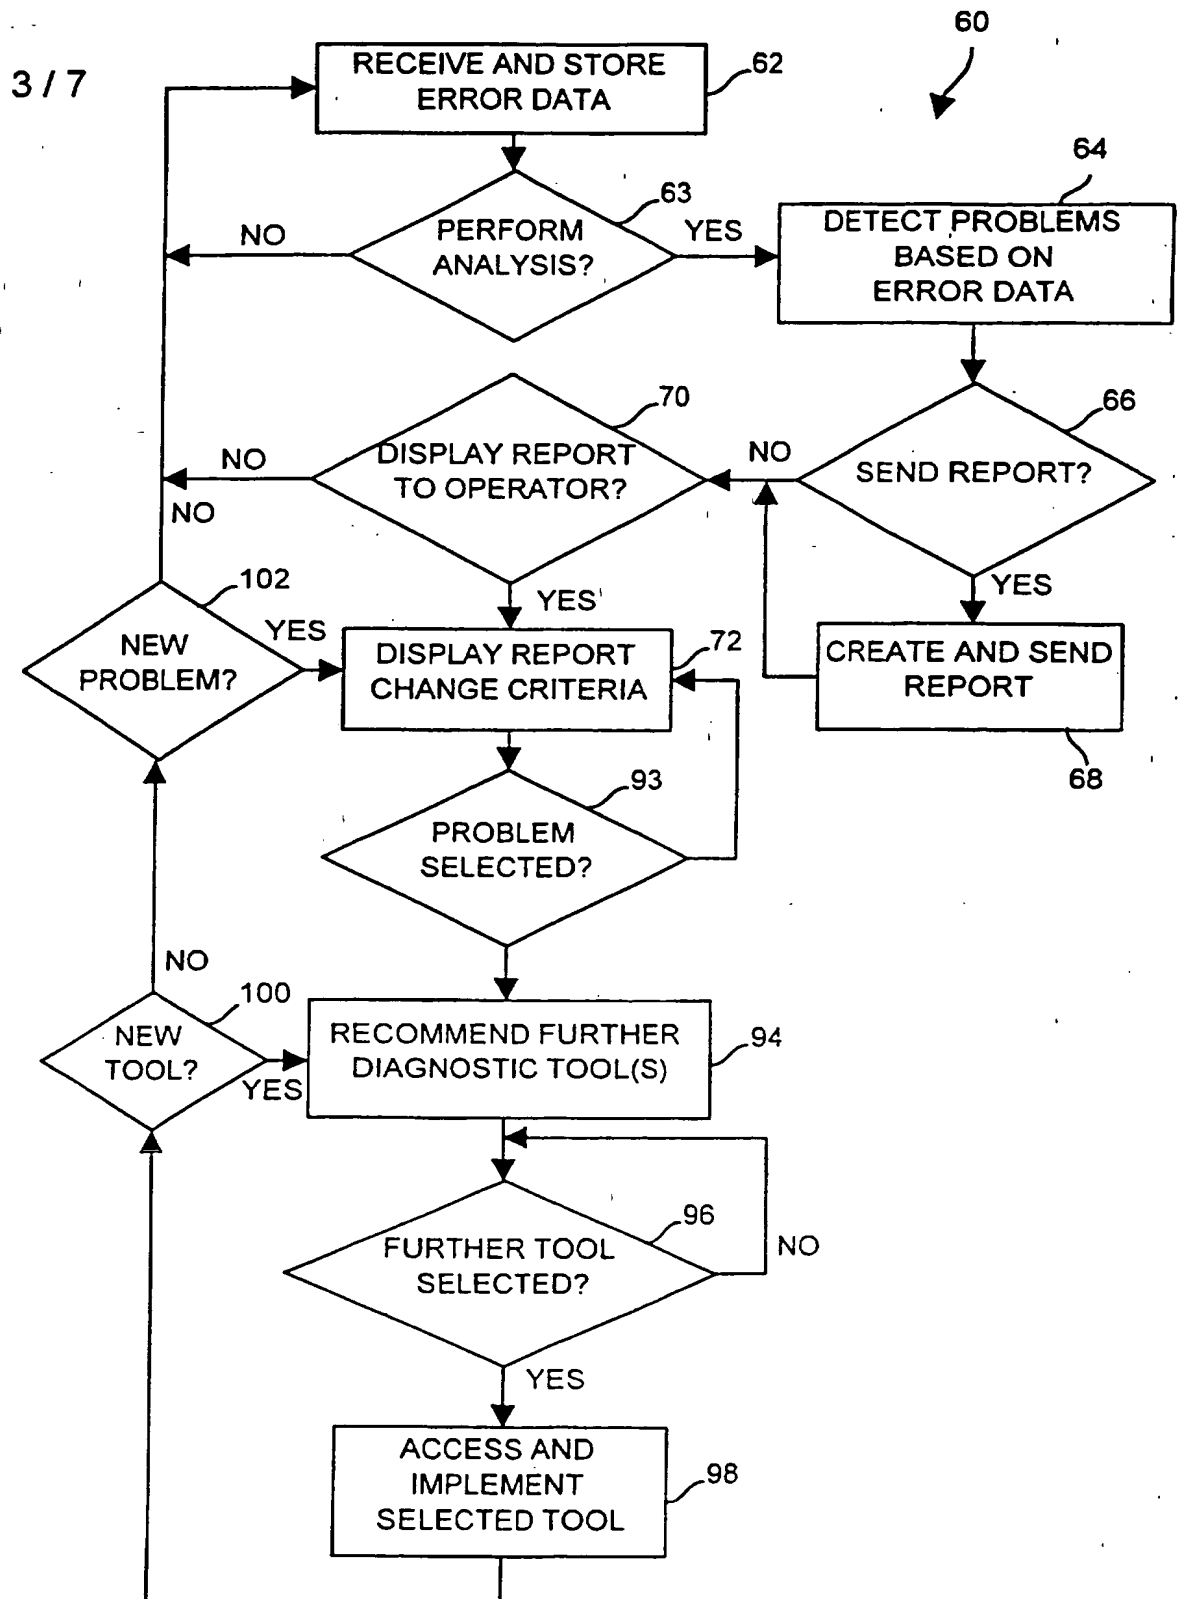 60
3 / 7
RECEIVE AND STORE
ERROR DATA
62
63
PERFORM
ANALYSIS?
NO
YES
64
DETECT PROBLEMS
BASED ON
ERROR DATA
66
SEND REPORT?
NO
YES
70
DISPLAY REPORT
TO OPERATOR?
NO
NO
YES
102
NEW
PROBLEM?
YES
72
DISPLAY REPORT
CHANGE CRITERIA
CREATE AND SEND
REPORT
68
93
PROBLEM
SELECTED?
NO
100
NEW
TOOL?
YES
RECOMMEND FURTHER
DIAGNOSTIC TOOL(S)
94
96
FURTHER TOOL
SELECTED?
NO
YES
ACCESS AND
IMPLEMENT
SELECTED TOOL
98